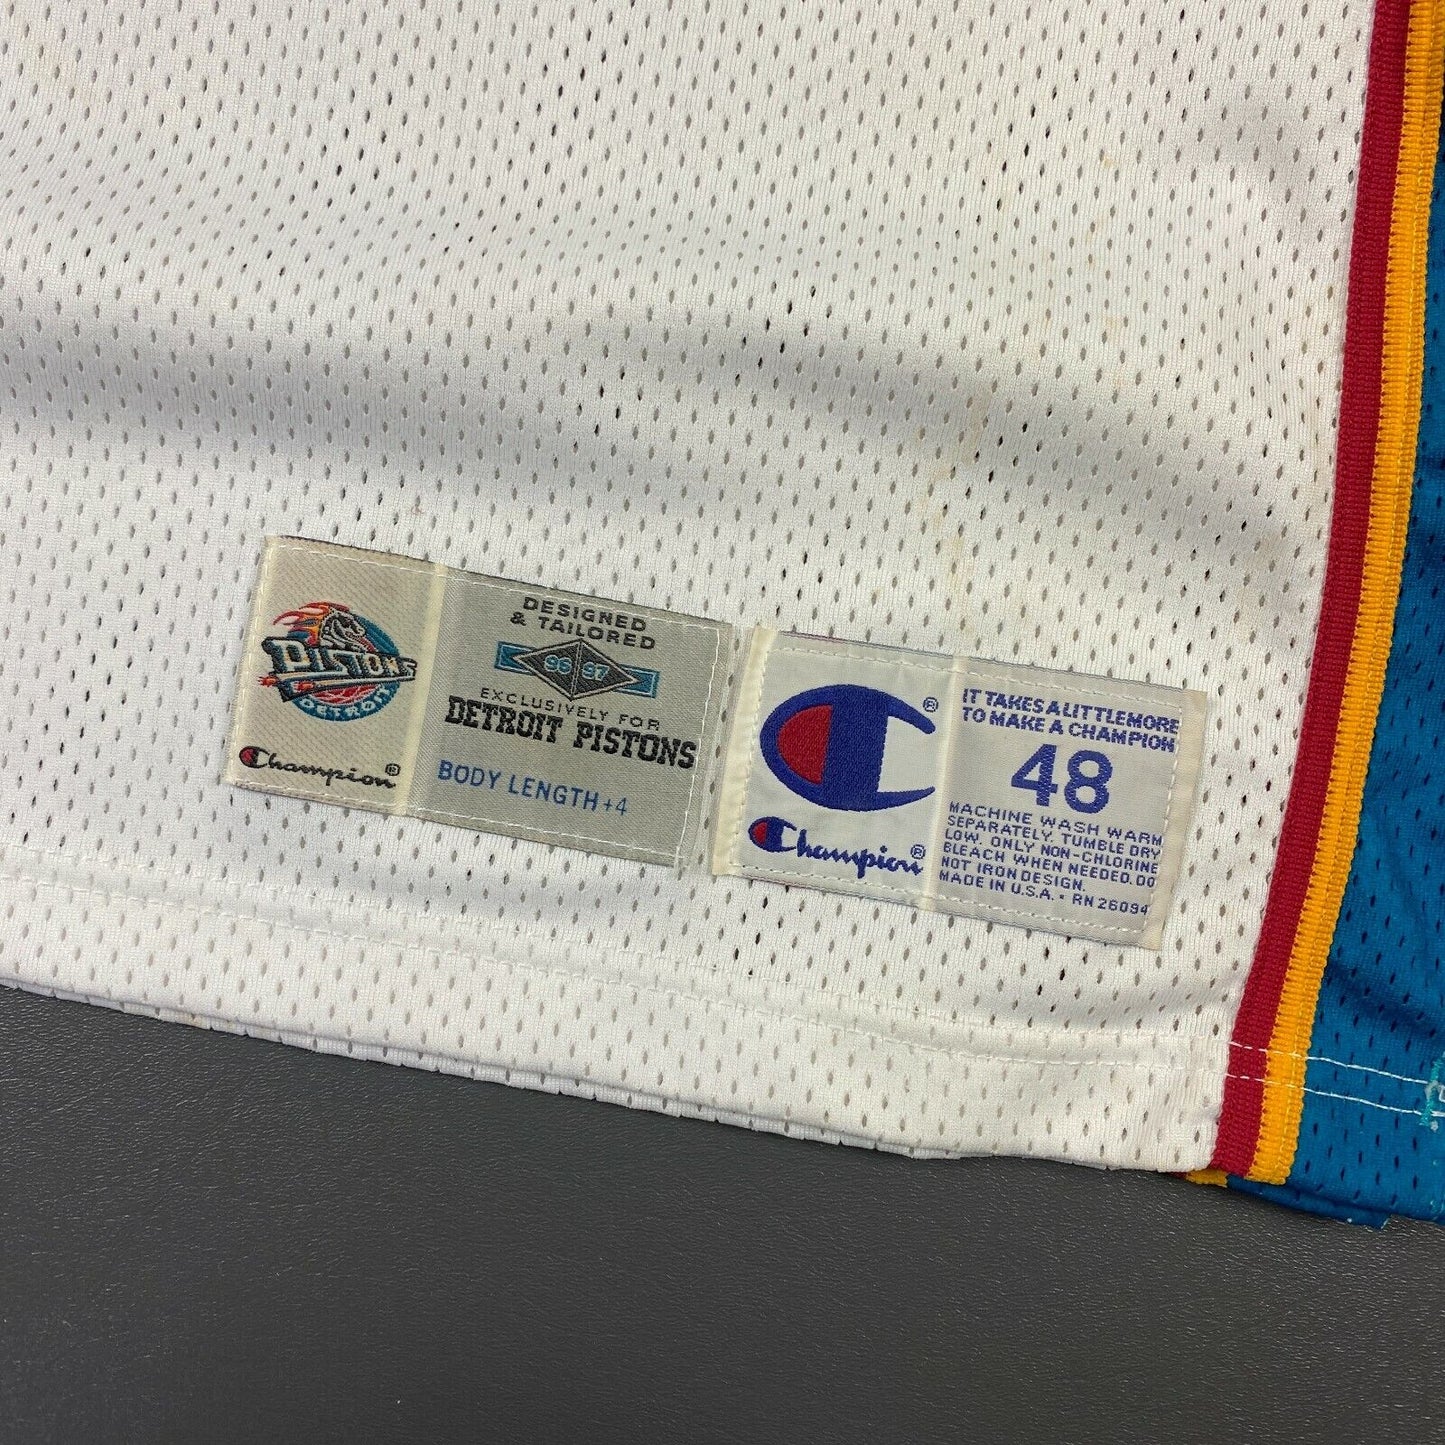 PISTONS
DETROIT
Champion®
DESIGNED
& TAILORED
96 97
EXCLUSIVELY FOR
DETROIT PISTONS
BODY LENGTH +4
®
Champion®
IT TAKES A LITTLE MORE
TO MAKE A CHAMPION
48
MACHINE WASH WARM
SEPARATELY. TUMBLE DRY
LOW. ONLY NON-CHLORINE
BLEACH WHEN NEEDED. DO
NOT IRON DESIGN.
MADE IN U.S.A. • RN 26094